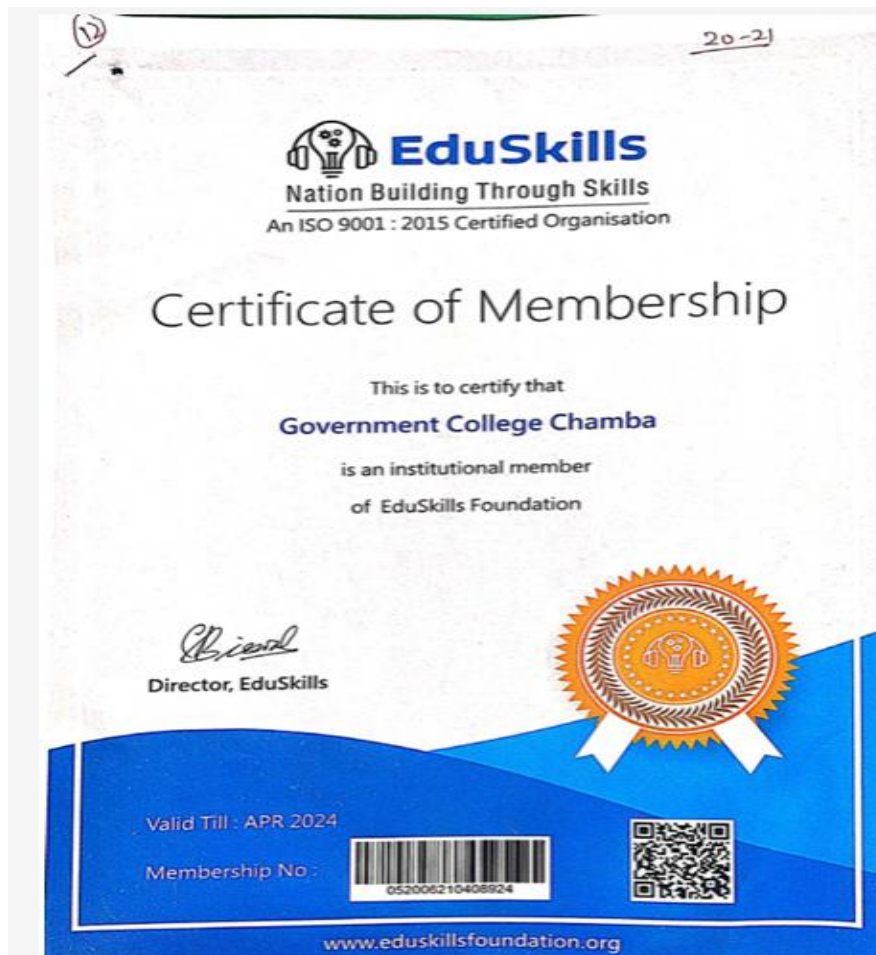 12
20-21
EduSkills
Nation Building Through Skills
An ISO 9001 : 2015 Certified Organisation
Certificate of Membership
This is to certify that
Government College Chamba
is an institutional member
of EduSkills Foundation
Director, EduSkills
Valid Till : APR 2024
Membership No :
052006210408924
www.eduskillsfoundation.org